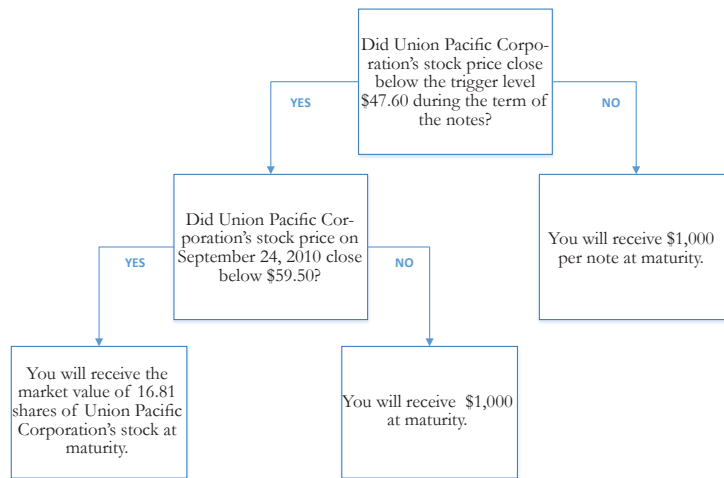 Did Union Pacific Corpo-
ration's stock price close
below the trigger level
$47.60 during the term of
the notes?
YES
NO
Did Union Pacific Cor-
poration's stock price on
September 24, 2010 close
below $59.50?
You will receive $1,000
per note at maturity.
YES
NO
You will receive the
market value of 16.81
shares of Union Pacific
Corporation's stock at
maturity.
You will receive $1,000
at maturity.